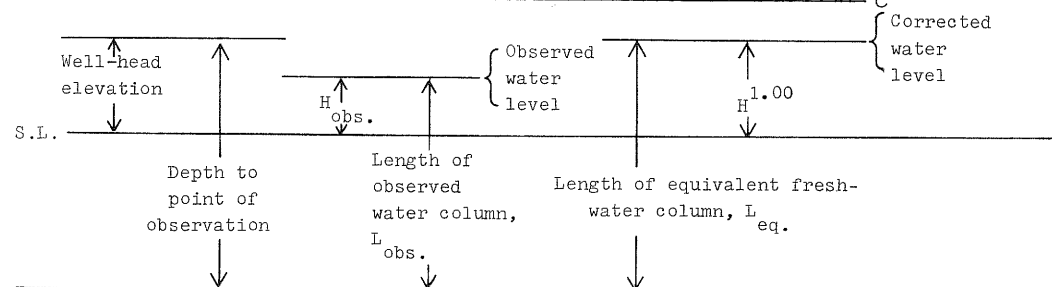 C
Corrected
water
level
Well-head
elevation
Observed
water
level
H obs.
H 1.00
S.L.
Depth to
point of
observation
Length of
observed
water column,
L obs.
Length of equivalent fresh-
water column, L eq.